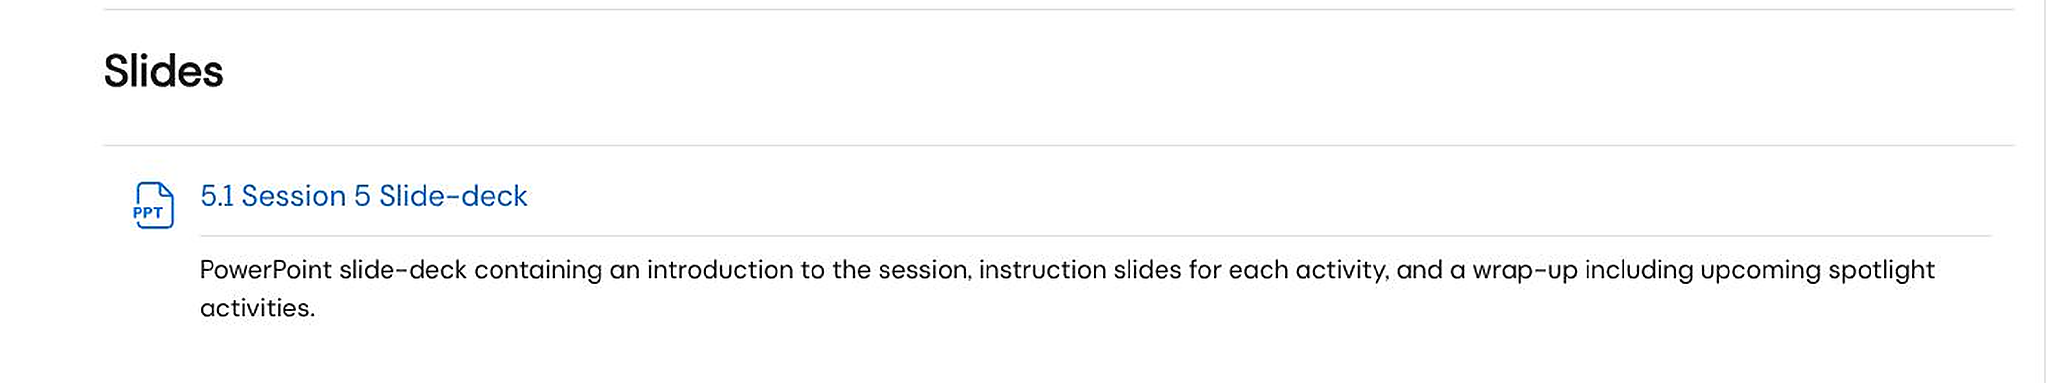 Slides
5.1 Session 5 Slide-deck
PPT
PowerPoint slide-deck containing an introduction to the session, instruction slides for each activity, and a wrap-up including upcoming spotlight
activities.